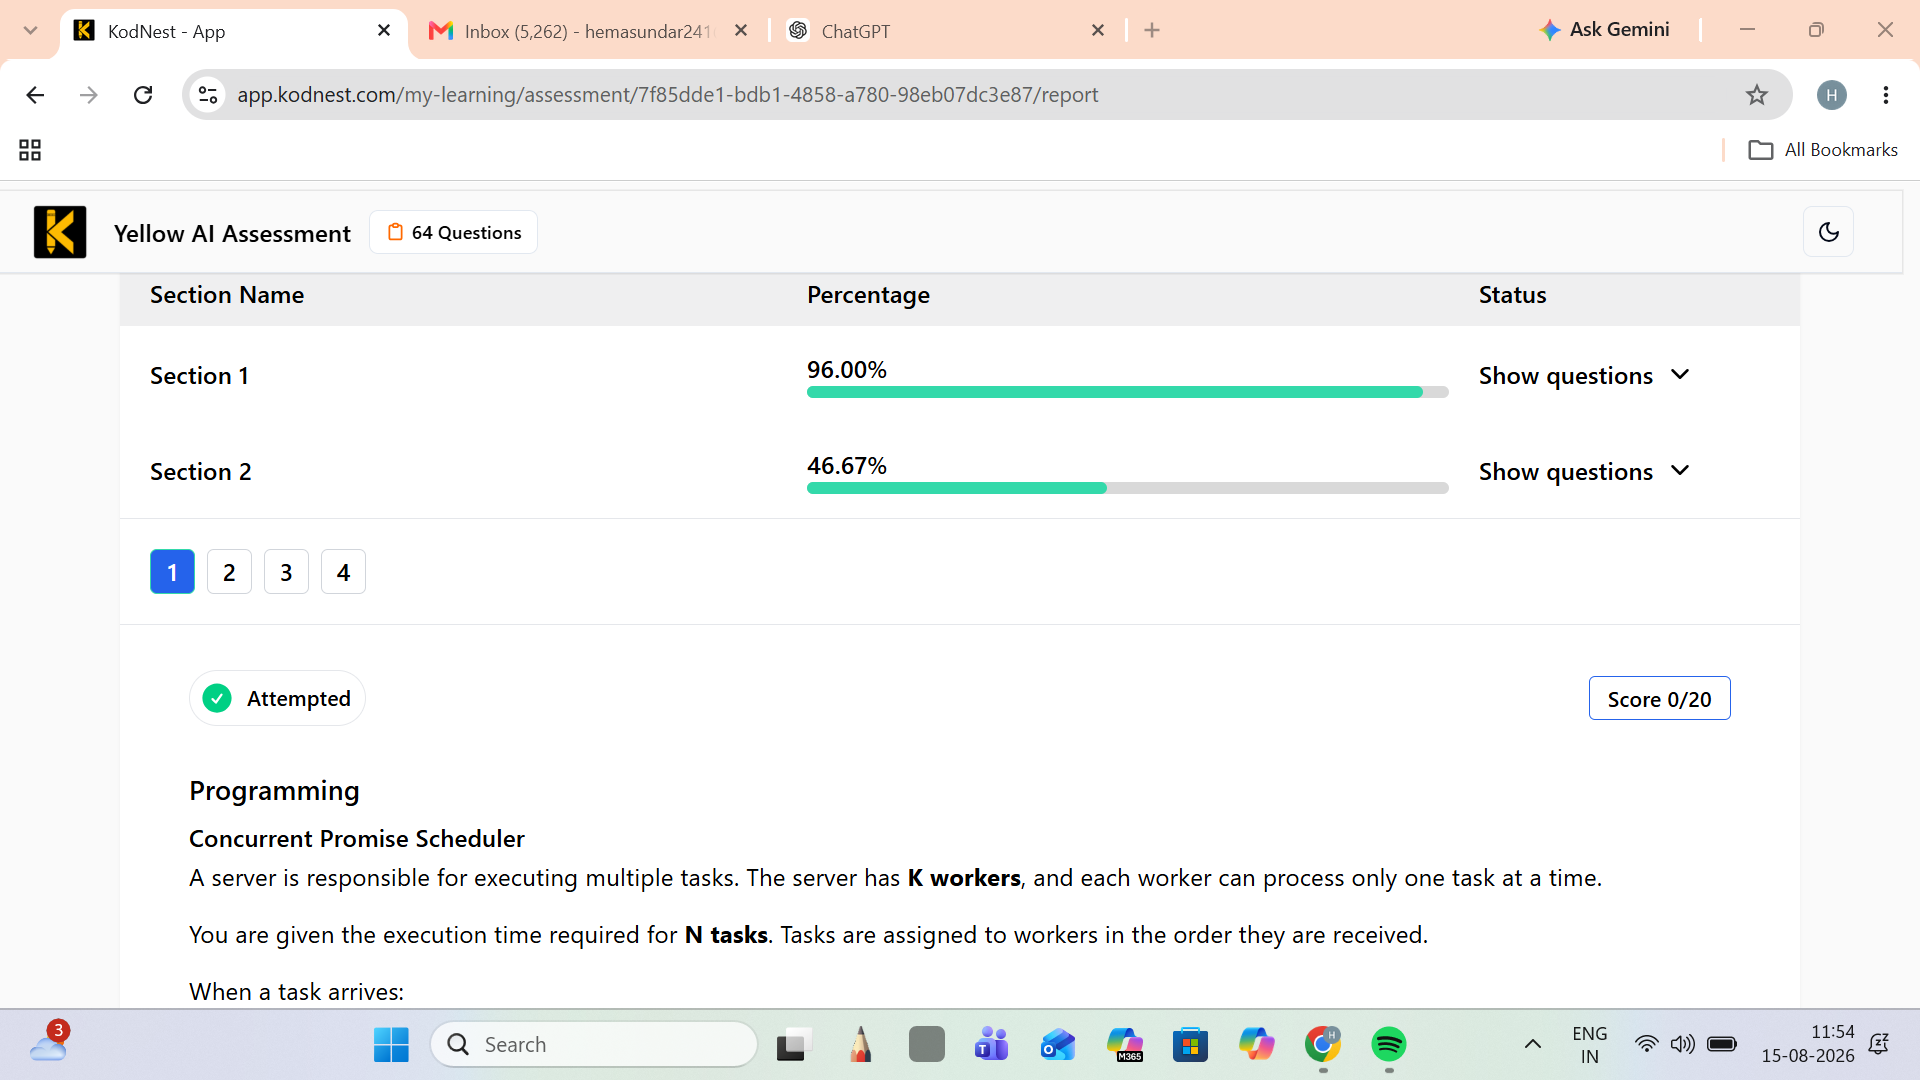 KodNest - App
Inbox (5,262) - hemasundar241
ChatGPT
Ask Gemini
app.kodnest.com/my-learning/assessment/7f85dde1-bdb1-4858-a780-98eb07dc3e87/report
H
All Bookmarks
Yellow AI Assessment
64 Questions
Section Name Percentage Status
Section 1 96.00% Show questions
Section 2 46.67% Show questions
1 2 3 4
Attempted
Score 0/20
Programming
Concurrent Promise Scheduler
A server is responsible for executing multiple tasks. The server has K workers, and each worker can process only one task at a time.
You are given the execution time required for N tasks. Tasks are assigned to workers in the order they are received.
When a task arrives:
3
Search
M365
H
ENG
IN
11:54
15-08-2026